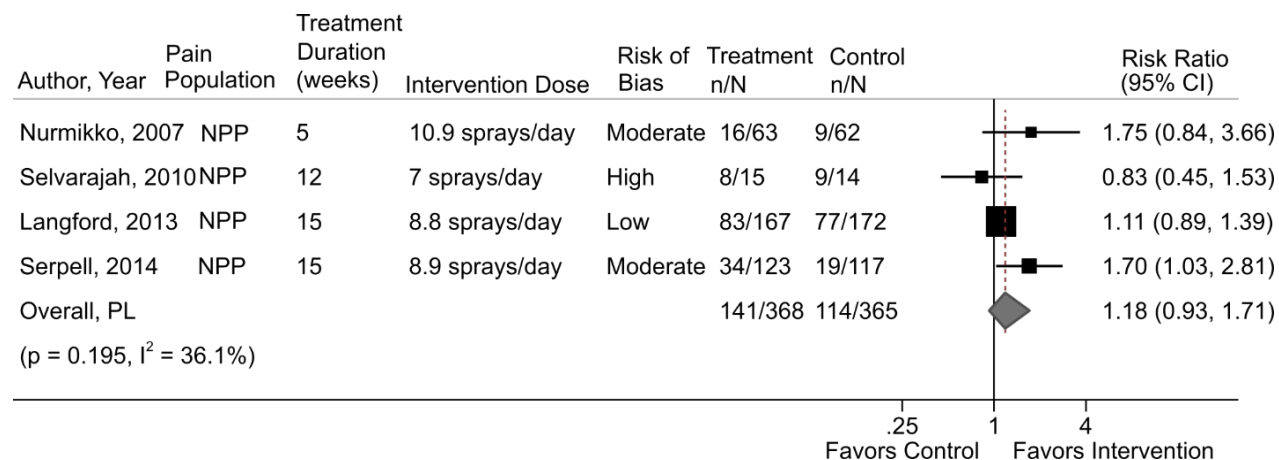 Author, Year Pain Population Treatment Duration (weeks) Intervention Dose Risk of Bias Treatment n/N Control n/N Risk Ratio (95% CI)
Nurmikko, 2007 NPP 5 10.9 sprays/day Moderate 16/63 9/62 1.75 (0.84, 3.66)
Selvarajah, 2010 NPP 12 7 sprays/day High 8/15 9/14 0.83 (0.45, 1.53)
Langford, 2013 NPP 15 8.8 sprays/day Low 83/167 77/172 1.11 (0.89, 1.39)
Serpell, 2014 NPP 15 8.9 sprays/day Moderate 34/123 19/117 1.70 (1.03, 2.81)
Overall, PL 141/368 114/365 1.18 (0.93, 1.71)
(p = 0.195, I² = 36.1%)
.25 1 4
Favors Control Favors Intervention